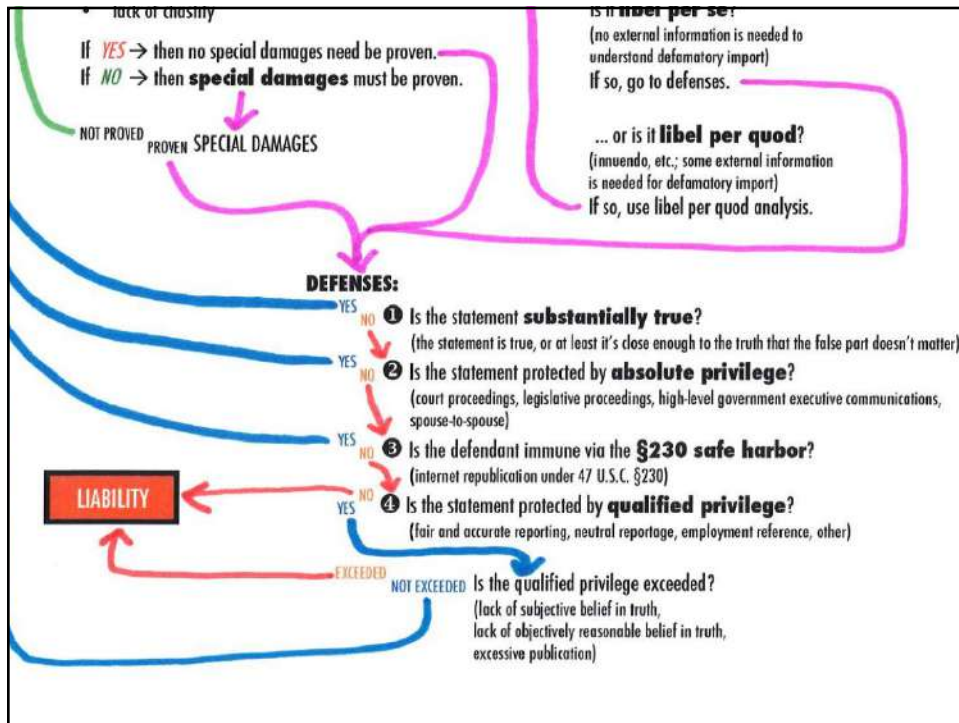 • lack of chastity
If YES → then no special damages need be proven.
If NO → then special damages must be proven.
NOT PROVED
PROVEN SPECIAL DAMAGES
Is it libel per se?
(no external information is needed to
understand defamatory import)
If so, go to defenses.
... or is it libel per quod?
(innuendo, etc.; some external information
is needed for defamatory import)
If so, use libel per quod analysis.
DEFENSES:
YES
NO ❶ Is the statement substantially true?
(the statement is true, or at least it's close enough to the truth that the false part doesn't matter)
YES
NO ❷ Is the statement protected by absolute privilege?
(court proceedings, legislative proceedings, high-level government executive communications,
spouse-to-spouse)
YES
NO ❸ Is the defendant immune via the §230 safe harbor?
(internet republication under 47 U.S.C. §230)
LIABILITY
NO
YES ❹ Is the statement protected by qualified privilege?
(fair and accurate reporting, neutral reportage, employment reference, other)
EXCEEDED
NOT EXCEEDED Is the qualified privilege exceeded?
(lack of subjective belief in truth,
lack of objectively reasonable belief in truth,
excessive publication)